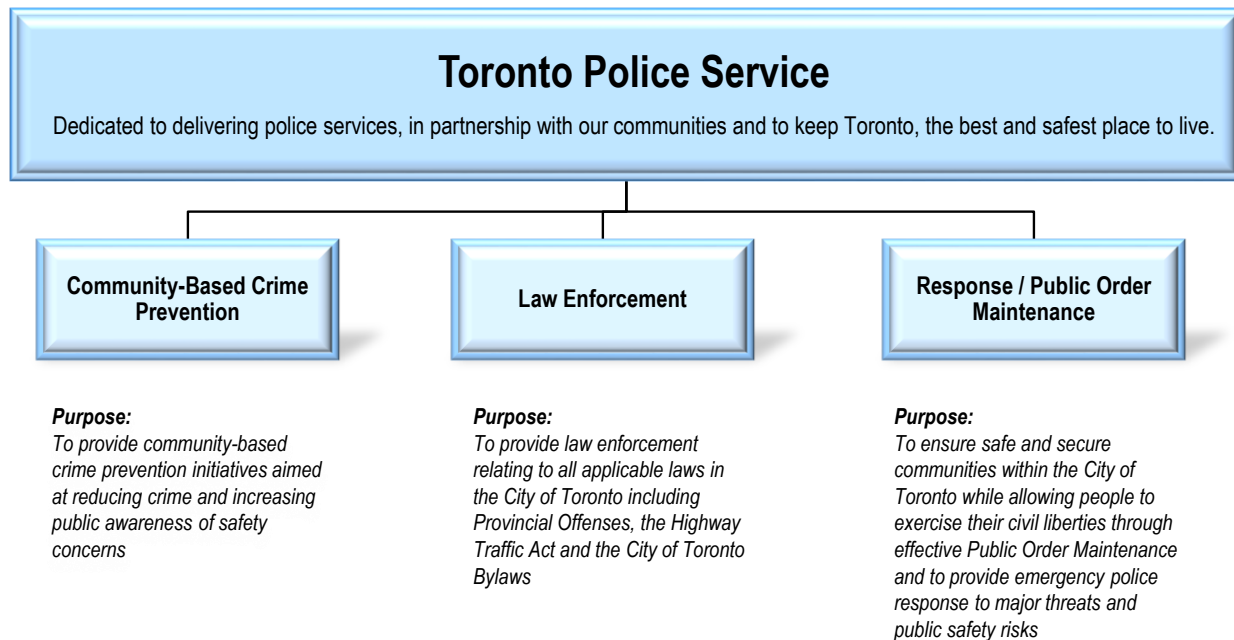 Toronto Police Service
Dedicated to delivering police services, in partnership with our communities and to keep Toronto, the best and safest place to live.
Community-Based Crime
Prevention
Law Enforcement
Response / Public Order
Maintenance
Purpose:
To provide community-based
crime prevention initiatives aimed
at reducing crime and increasing
public awareness of safety
concerns
Purpose:
To provide law enforcement
relating to all applicable laws in
the City of Toronto including
Provincial Offenses, the Highway
Traffic Act and the City of Toronto
Bylaws
Purpose:
To ensure safe and secure
communities within the City of
Toronto while allowing people to
exercise their civil liberties through
effective Public Order Maintenance
and to provide emergency police
response to major threats and
public safety risks